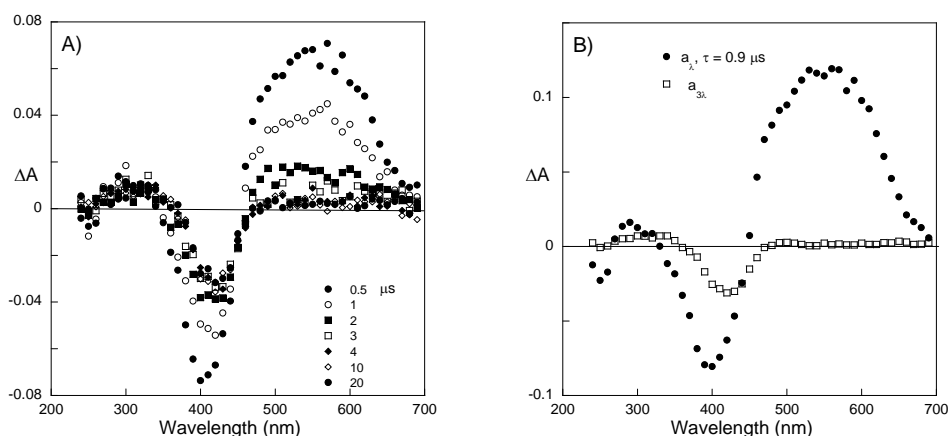 A)
0.08
0.04
ΔA
0
-0.04
-0.08
200 300 400 500 600 700
Wavelength (nm)
0.5 μs
1
2
3
4
10
20
B)
aλ, τ = 0.9 μs
a3λ
0.1
ΔA
0
-0.1
200 300 400 500 600 700
Wavelength (nm)